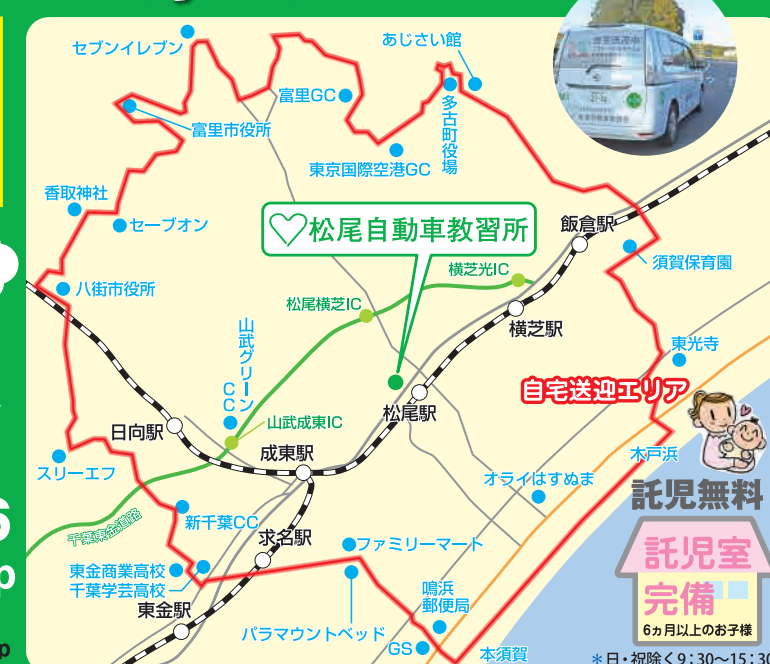 セブンイレブン
あじさい館
富里GC
多古町役場
富里市役所
東京国際空港GC
香取神社
セーブオン
飯倉駅
♡松尾自動車教習所
須賀保育園
横芝光IC
八街市役所
松尾横芝IC
横芝駅
山武グリーン
CC
東光寺
自宅送迎エリア
松尾駅
山武成東IC
日向駅
成東駅
木戸浜
スリーエフ
オライはすぬま
託児無料
新千葉CC
千葉東金道路
求名駅
ファミリーマート
託児室
東金商業高校
千葉学芸高校
完備
鳴浜
郵便局
東金駅
6ヵ月以上のお子様
パラマウントベッド
GS
本須賀
＊日・祝除く9：30〜15：30